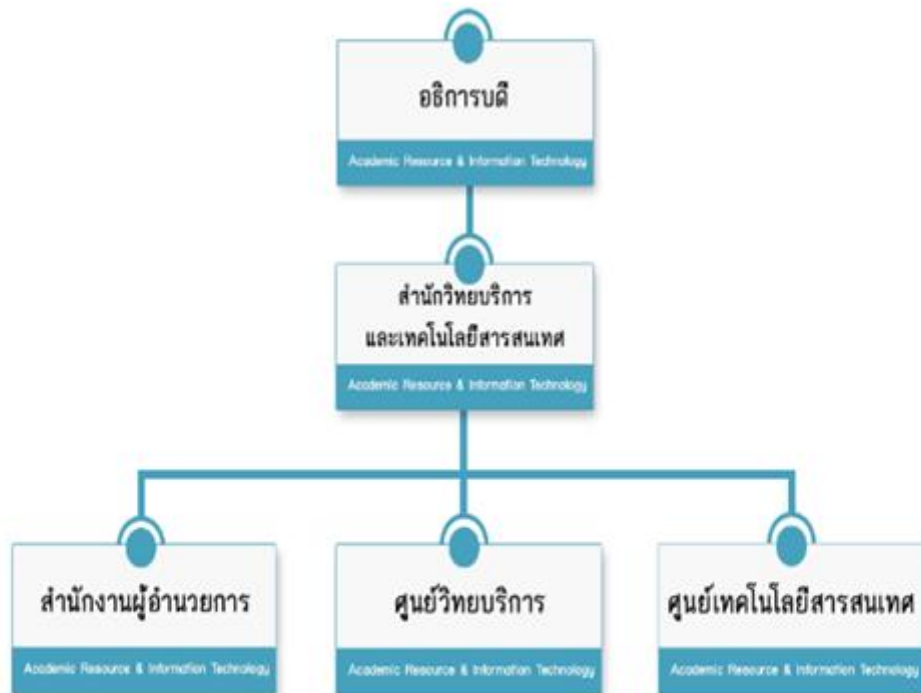 อธิการบดี
Academic Resource & Information Technology
สำนักวิทยบริการ
และเทคโนโลยีสารสนเทศ
Academic Resource & Information Technology
สำนักงานผู้อำนวยการ
Academic Resource & Information Technology
ศูนย์วิทยบริการ
Academic Resource & Information Technology
ศูนย์เทคโนโลยีสารสนเทศ
Academic Resource & Information Technology